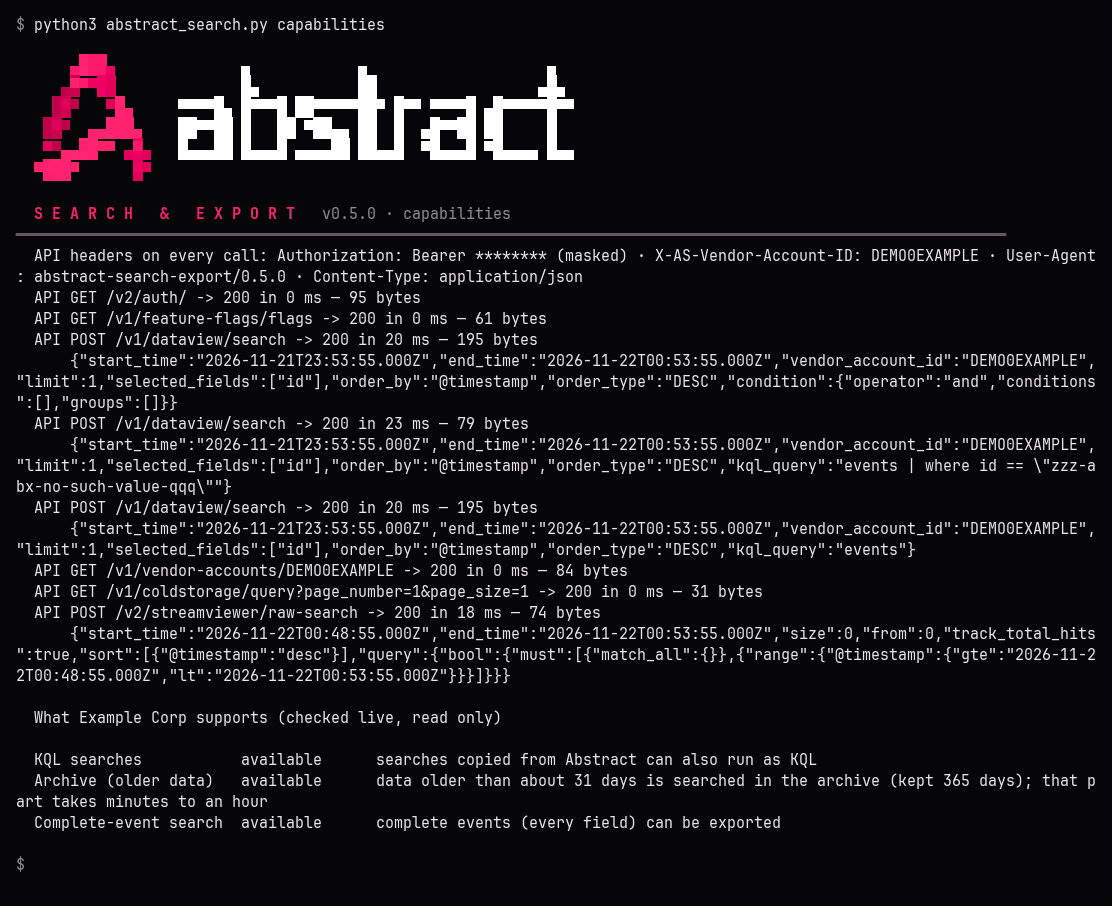 $ python3 abstract_search.py capabilities
abstract
SEARCH & EXPORT v0.5.0 · capabilities
API headers on every call: Authorization: Bearer ******** (masked) · X-AS-Vendor-Account-ID: DEMO0EXAMPLE · User-Agent
: abstract-search-export/0.5.0 · Content-Type: application/json
API GET /v2/auth/ -> 200 in 0 ms — 95 bytes
API GET /v1/feature-flags/flags -> 200 in 0 ms — 61 bytes
API POST /v1/dataview/search -> 200 in 20 ms — 195 bytes
{"start_time":"2026-11-21T23:53:55.000Z","end_time":"2026-11-22T00:53:55.000Z","vendor_account_id":"DEMO0EXAMPLE",
"limit":1,"selected_fields":["id"],"order_by":"@timestamp","order_type":"DESC","condition":{"operator":"and","conditions
":[],"groups":[]}}
API POST /v1/dataview/search -> 200 in 23 ms — 79 bytes
{"start_time":"2026-11-21T23:53:55.000Z","end_time":"2026-11-22T00:53:55.000Z","vendor_account_id":"DEMO0EXAMPLE",
"limit":1,"selected_fields":["id"],"order_by":"@timestamp","order_type":"DESC","kql_query":"events | where id == \"zzz-a
bx-no-such-value-qqq\""}
API POST /v1/dataview/search -> 200 in 20 ms — 195 bytes
{"start_time":"2026-11-21T23:53:55.000Z","end_time":"2026-11-22T00:53:55.000Z","vendor_account_id":"DEMO0EXAMPLE",
"limit":1,"selected_fields":["id"],"order_by":"@timestamp","order_type":"DESC","kql_query":"events"}
API GET /v1/vendor-accounts/DEMO0EXAMPLE -> 200 in 0 ms — 84 bytes
API GET /v1/coldstorage/query?page_number=1&page_size=1 -> 200 in 0 ms — 31 bytes
API POST /v2/streamviewer/raw-search -> 200 in 18 ms — 74 bytes
{"start_time":"2026-11-22T00:48:55.000Z","end_time":"2026-11-22T00:53:55.000Z","size":0,"from":0,"track_total_hits
":true,"sort":[{"@timestamp":"desc"}],"query":{"bool":{"must":[{"match_all":{}},{"range":{"@timestamp":{"gte":"2026-11-2
2T00:48:55.000Z","lt":"2026-11-22T00:53:55.000Z"}}}]}}}
What Example Corp supports (checked live, read only)
KQL searches available searches copied from Abstract can also run as KQL
Archive (older data) available data older than about 31 days is searched in the archive (kept 365 days); that p
art takes minutes to an hour
Complete-event search available complete events (every field) can be exported
$